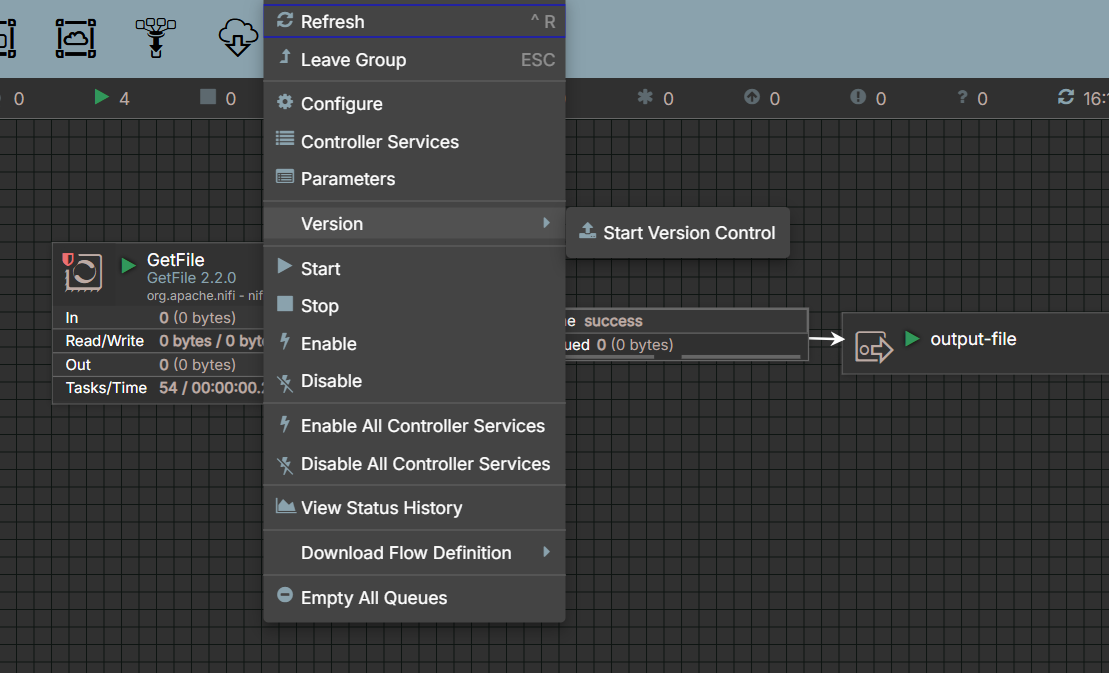 Refresh ^ R
Leave Group ESC
0 4 0 0 0 0 0 16:
Configure
Controller Services
Parameters
Version
Start Version Control
GetFile
GetFile 2.2.0
org.apache.nifi - nif
In 0 (0 bytes)
Read/Write 0 bytes / 0 byt
Out 0 (0 bytes)
Tasks/Time 54 / 00:00:00.
Start
Stop
Enable
Disable
Enable All Controller Services
Disable All Controller Services
View Status History
Download Flow Definition
Empty All Queues
e success
ued 0 (0 bytes)
output-file